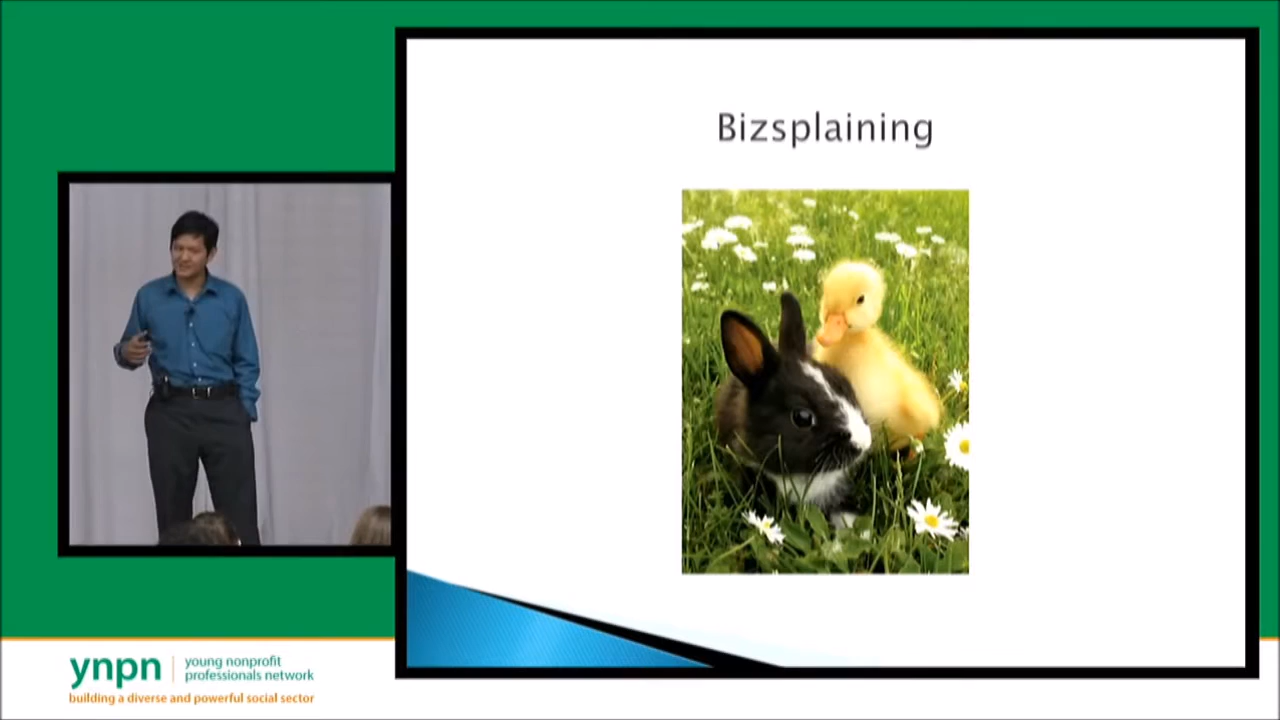 Bizsplaining
ynpn
young nonprofit
professionals network
building a diverse and powerful social sector